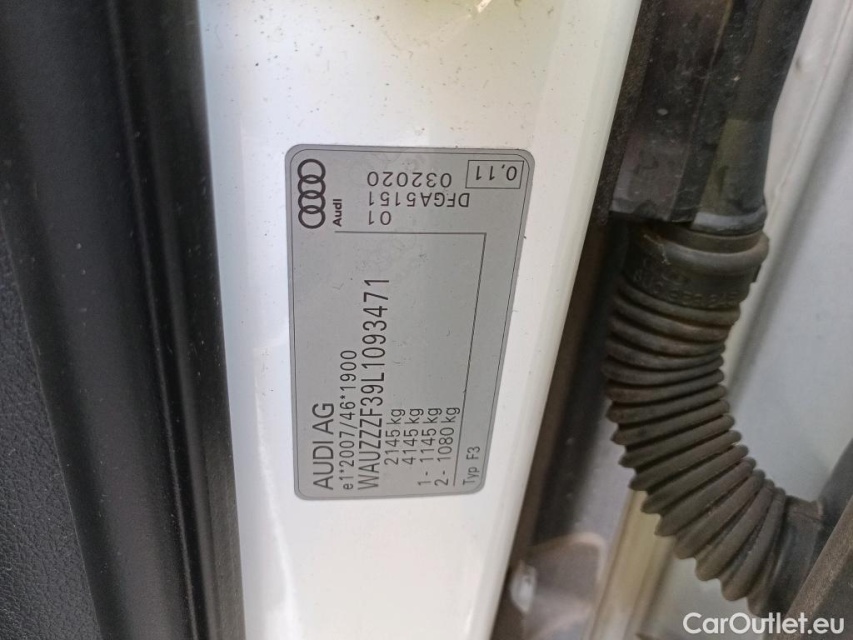 AUDI AG
e1*2007/46*1900
WAUZZZF39L1093471
2145 kg
4145 kg
1 - 1145 kg
2 - 1080 kg
Typ F3
Audi
01
DFGA5151
032020
0,11
CarOutlet.eu